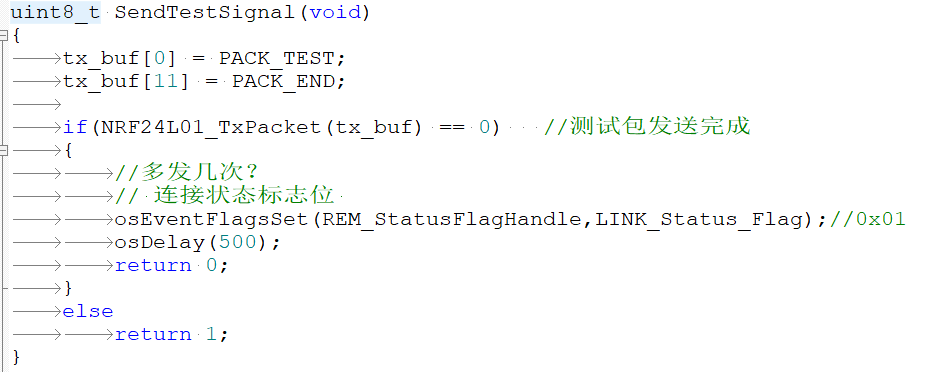 uint8_t SendTestSignal(void)
{
tx_buf[0] = PACK_TEST;
tx_buf[11] = PACK_END;
if(NRF24L01_TxPacket(tx_buf) == 0) //测试包发送完成
{
//多发几次?
// 连接状态标志位
osEventFlagsSet(REM_StatusFlagHandle,LINK_Status_Flag);//0x01
osDelay(500);
return 0;
}
else
return 1;
}